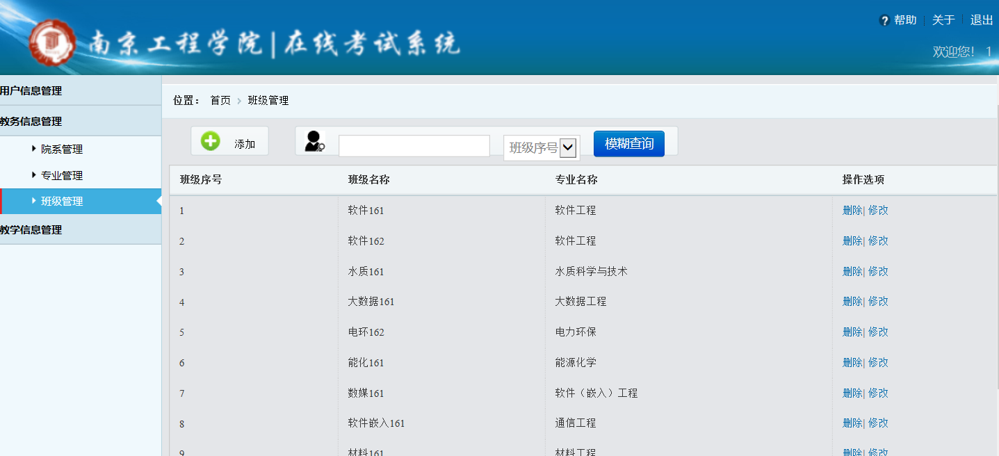 南京工程学院|在线考试系统
帮助 关于 退出
欢迎您! 1
用户信息管理
教务信息管理
院系管理
专业管理
班级管理
教学信息管理
位置: 首页 班级管理
添加 班级序号 模糊查询
班级序号 班级名称 专业名称 操作选项
1 软件161 软件工程 删除| 修改
2 软件162 软件工程 删除| 修改
3 水质161 水质科学与技术 删除| 修改
4 大数据161 大数据工程 删除| 修改
5 电环162 电力环保 删除| 修改
6 能化161 能源化学 删除| 修改
7 数媒161 软件（嵌入）工程 删除| 修改
8 软件嵌入161 通信工程 删除| 修改
9 材料161 材料工程 删除| 修改